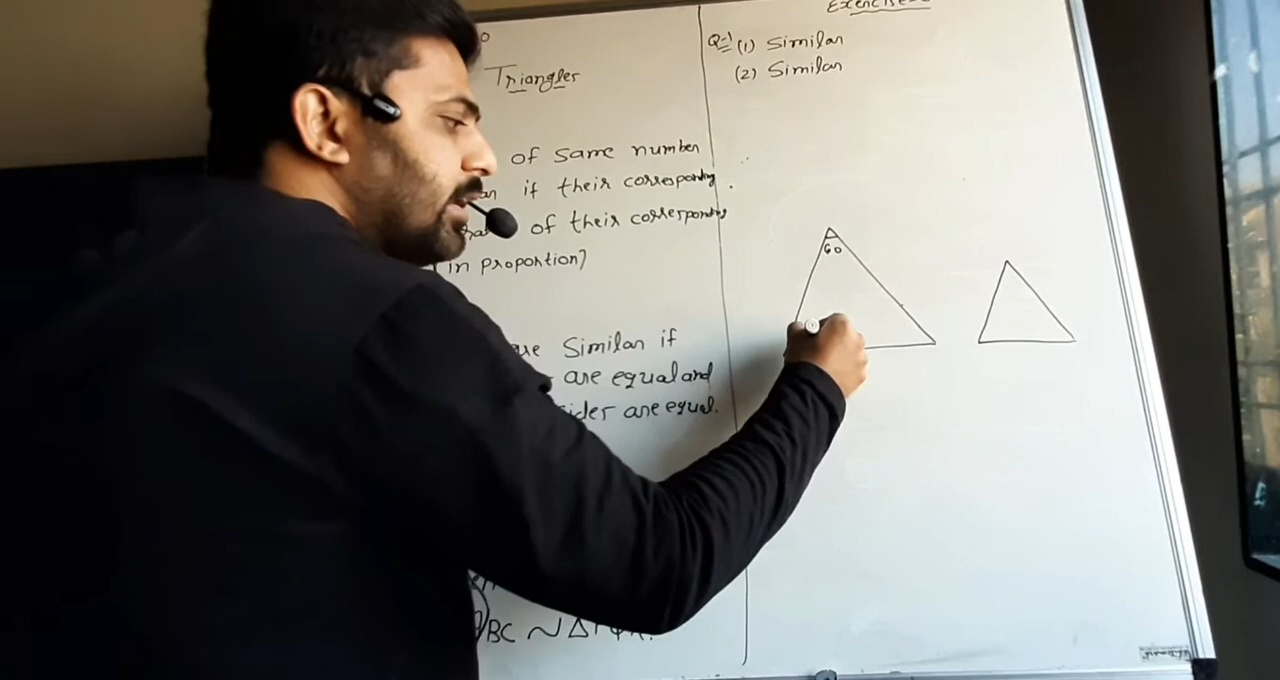 Triangles
of same number
if their corresponding
of their corresponding
in proportion)
are Similar if
are equal and
sides are equal.
BC ~ Δ
Exercise
Q-1 (1) Similar
(2) Similar
60